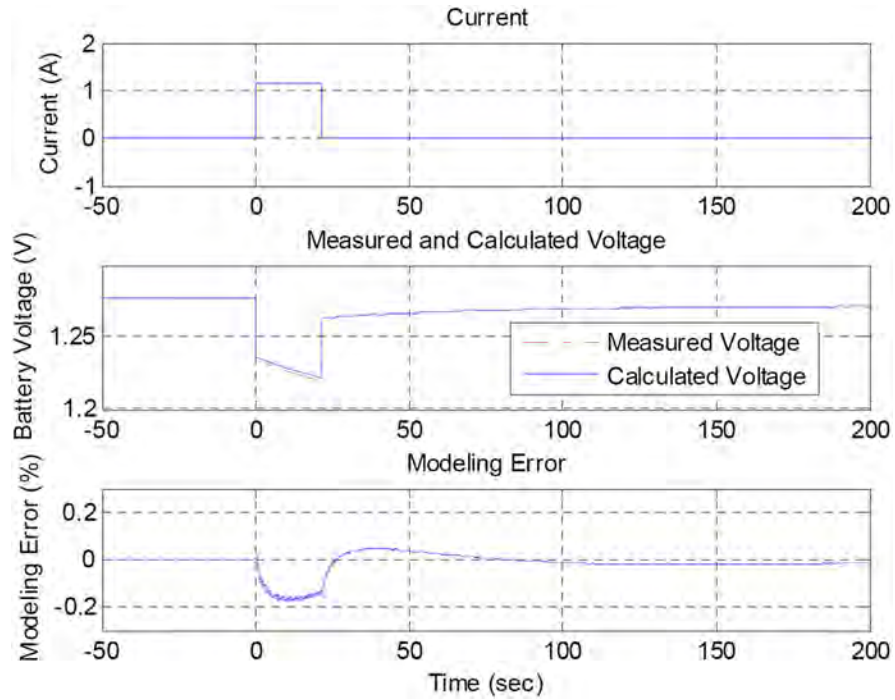 Current
Current (A)
2
1
0
-1
-50 0 50 100 150 200
Measured and Calculated Voltage
Battery Voltage (V)
1.25
1.2
Measured Voltage
Calculated Voltage
-50 0 50 100 150 200
Modeling Error
Modeling Error (%)
0.2
0
-0.2
-50 0 50 100 150 200
Time (sec)